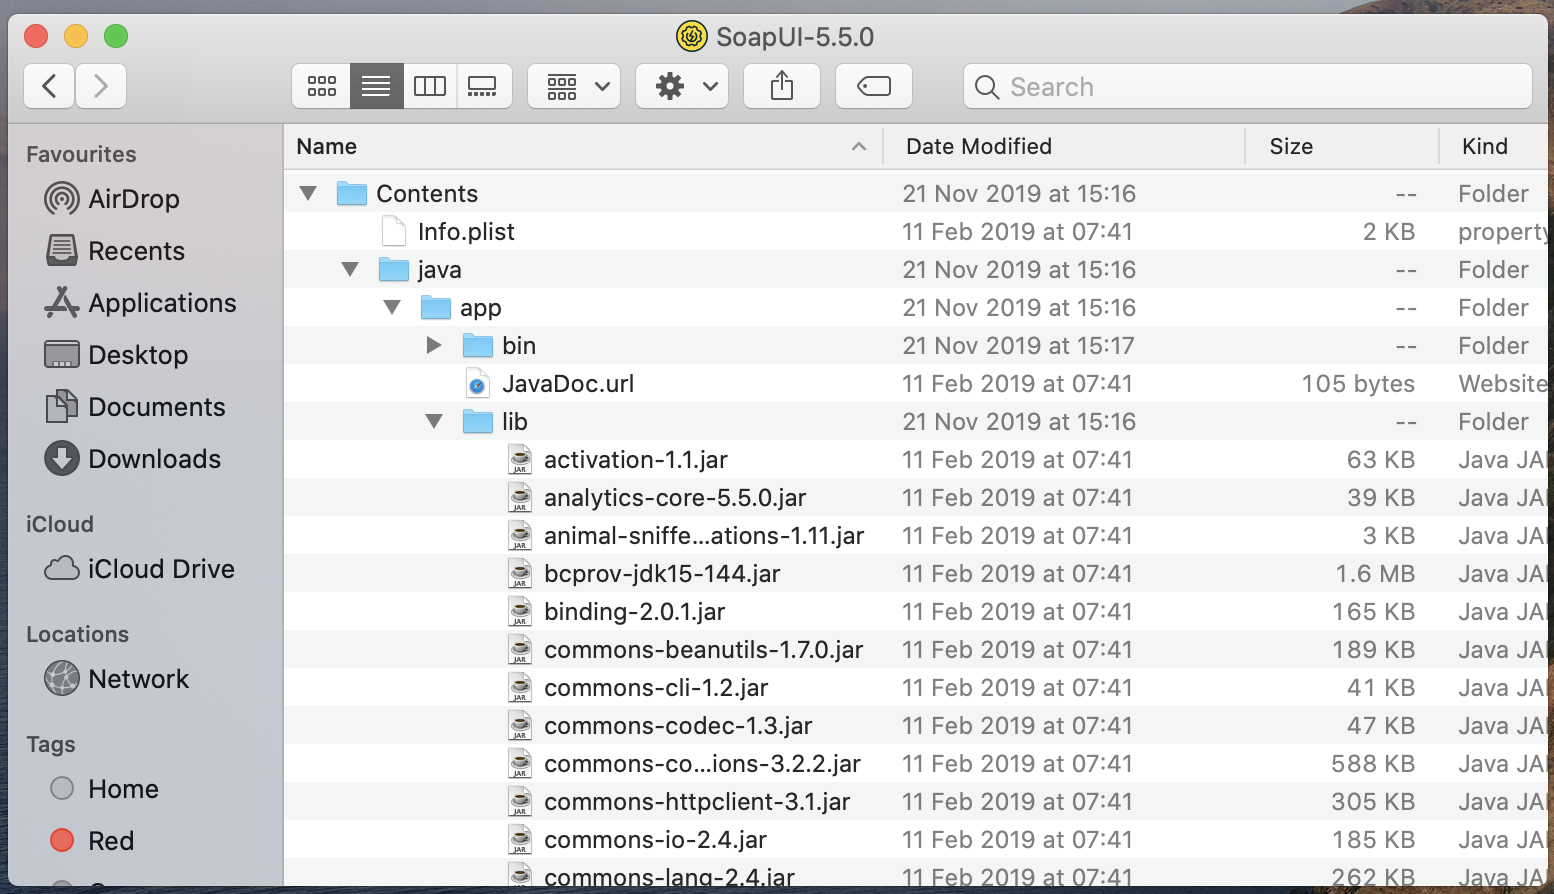 SoapUI-5.5.0
Search
Favourites
AirDrop
Recents
Applications
Desktop
Documents
Downloads
iCloud
iCloud Drive
Locations
Network
Tags
Home
Red
Name Date Modified Size Kind
Contents 21 Nov 2019 at 15:16 -- Folder
Info.plist 11 Feb 2019 at 07:41 2 KB property
java 21 Nov 2019 at 15:16 -- Folder
app 21 Nov 2019 at 15:16 -- Folder
bin 21 Nov 2019 at 15:17 -- Folder
JavaDoc.url 11 Feb 2019 at 07:41 105 bytes Website
lib 21 Nov 2019 at 15:16 -- Folder
activation-1.1.jar 11 Feb 2019 at 07:41 63 KB Java JA
analytics-core-5.5.0.jar 11 Feb 2019 at 07:41 39 KB Java JA
animal-sniffe...ations-1.11.jar 11 Feb 2019 at 07:41 3 KB Java JA
bcprov-jdk15-144.jar 11 Feb 2019 at 07:41 1.6 MB Java JA
binding-2.0.1.jar 11 Feb 2019 at 07:41 165 KB Java JA
commons-beanutils-1.7.0.jar 11 Feb 2019 at 07:41 189 KB Java JA
commons-cli-1.2.jar 11 Feb 2019 at 07:41 41 KB Java JA
commons-codec-1.3.jar 11 Feb 2019 at 07:41 47 KB Java JA
commons-co...ions-3.2.2.jar 11 Feb 2019 at 07:41 588 KB Java JA
commons-httpclient-3.1.jar 11 Feb 2019 at 07:41 305 KB Java JA
commons-io-2.4.jar 11 Feb 2019 at 07:41 185 KB Java JA
commons-lang-2.4.jar 11 Feb 2019 at 07:41 262 KB Java JA